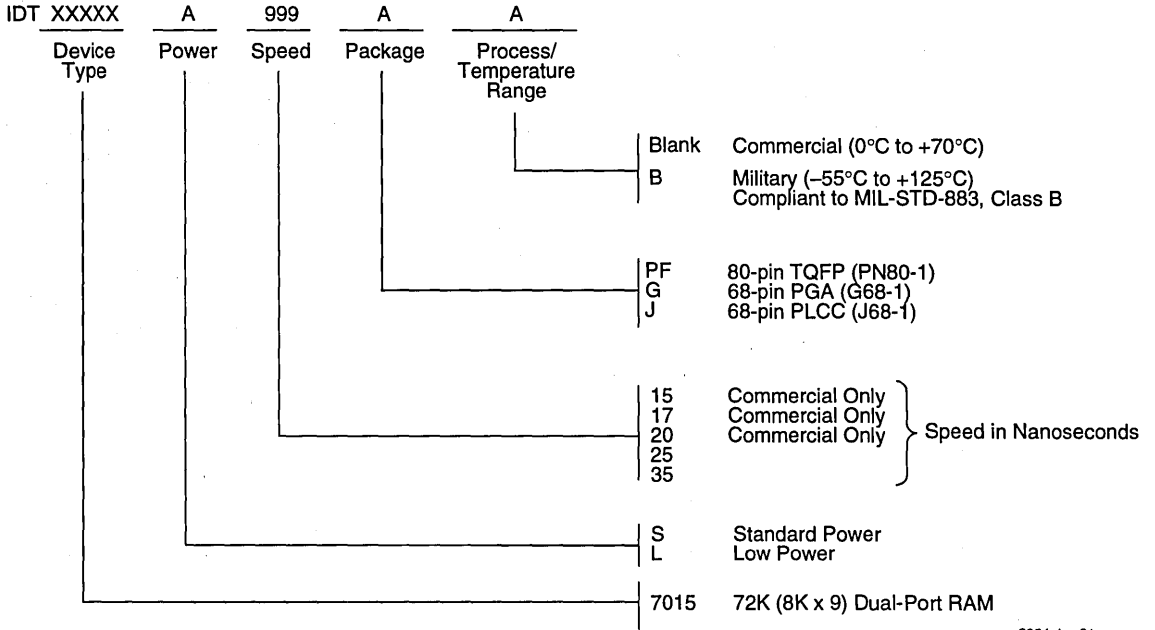 IDT XXXXX A 999 A A
Device Type Power Speed Package Process/ Temperature Range
Blank Commercial (0°C to +70°C)
B Military (–55°C to +125°C)
Compliant to MIL-STD-883, Class B
PF 80-pin TQFP (PN80-1)
G 68-pin PGA (G68-1)
J 68-pin PLCC (J68-1)
15 Commercial Only
17 Commercial Only
20 Commercial Only
25
35
Speed in Nanoseconds
S Standard Power
L Low Power
7015 72K (8K x 9) Dual-Port RAM